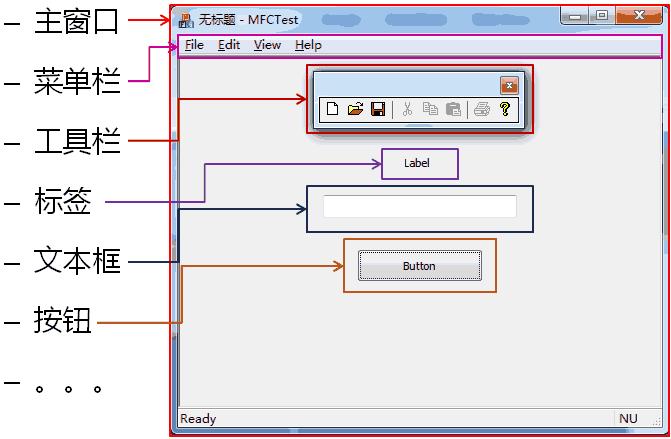 – 主窗口
– 菜单栏
– 工具栏
– 标签
– 文本框
– 按钮
– 。。。
无标题 - MFCTest
File Edit View Help
Label
Button
Ready NU